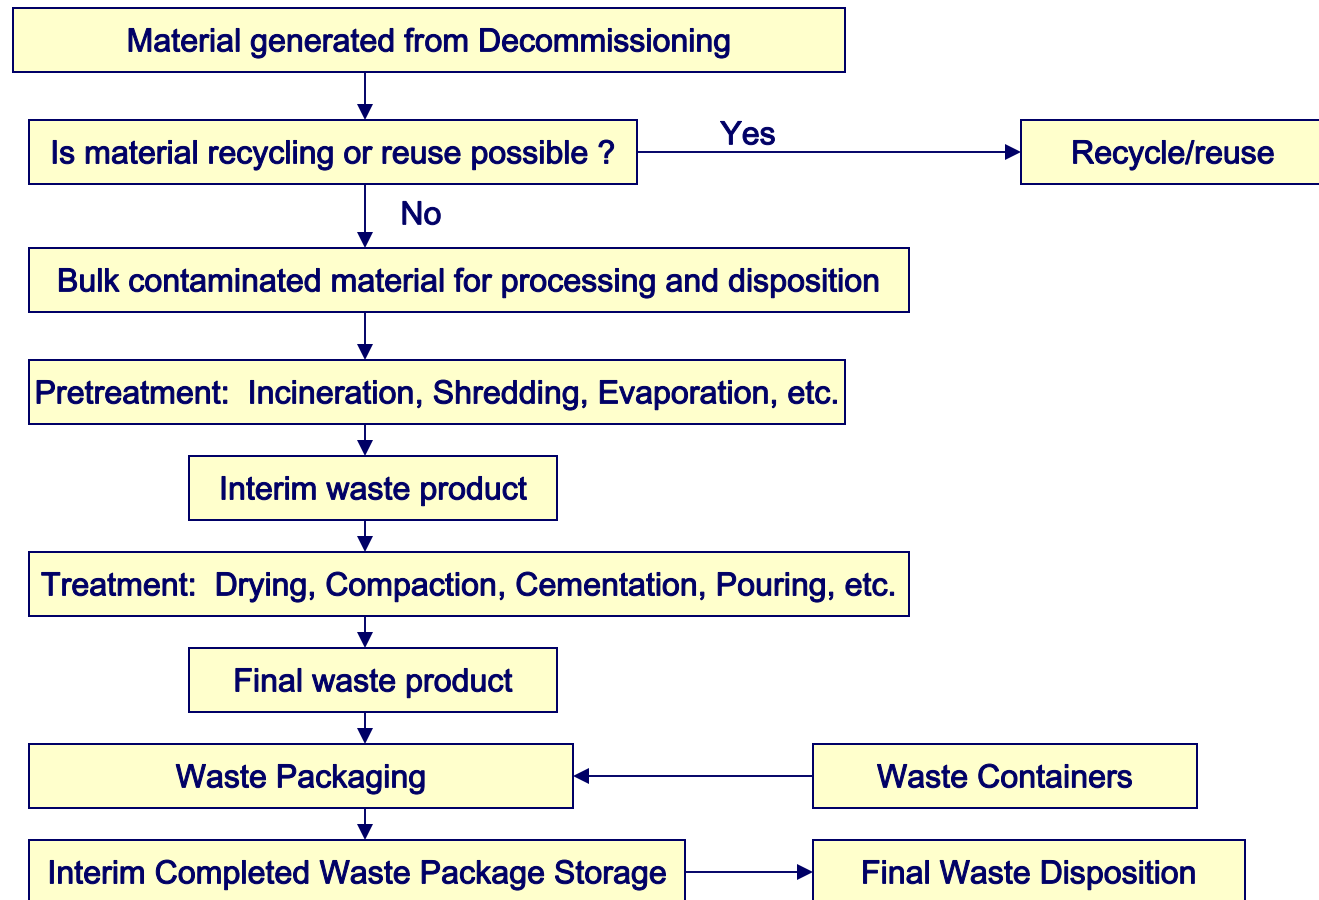 Material generated from Decommissioning
Is material recycling or reuse possible ?
Yes
Recycle/reuse
No
Bulk contaminated material for processing and disposition
Pretreatment:  Incineration, Shredding, Evaporation, etc.
Interim waste product
Treatment:  Drying, Compaction, Cementation, Pouring, etc.
Final waste product
Waste Packaging
Waste Containers
Interim Completed Waste Package Storage
Final Waste Disposition